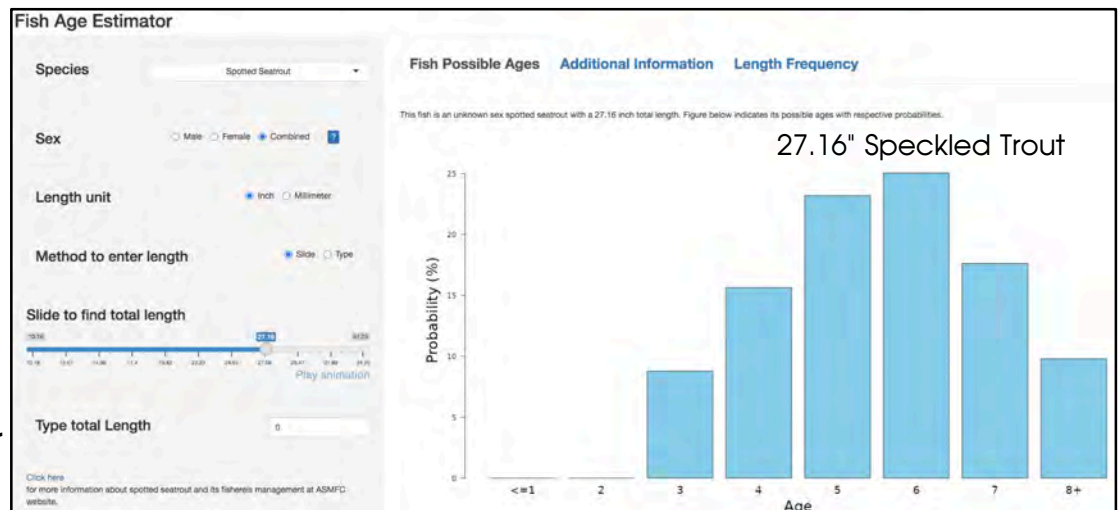 Fish Age Estimator
Species
Spotted Seatrout
Sex
Male Female Combined ?
Length unit
Inch Millimeter
Method to enter length
Slide Type
Slide to find total length
27.16
Play animation
Type total Length
0
Click here
for more information about spotted seatrout and its fishereis management at ASMFC
website.
Fish Possible Ages Additional Information Length Frequency
This fish is an unknown sex spotted seatrout with a 27.16 inch total length. Figure below indicates its possible ages with respective probabilities.
27.16" Speckled Trout
Probability (%)
25
20
15
10
5
0
<=1 2 3 4 5 6 7 8+
Age